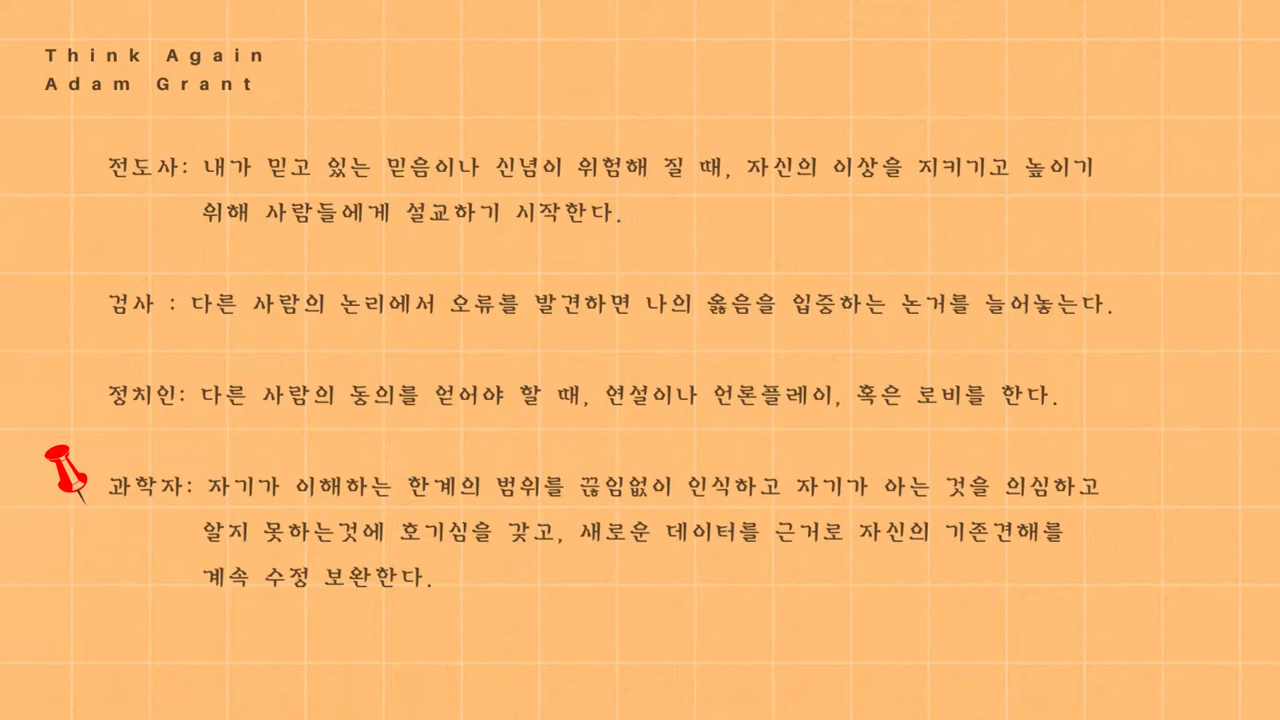 Think Again
Adam Grant
전도사: 내가 믿고 있는 믿음이나 신념이 위험해 질 때, 자신의 이상을 지키기고 높이기
위해 사람들에게 설교하기 시작한다.
검사 : 다른 사람의 논리에서 오류를 발견하면 나의 옳음을 입증하는 논거를 늘어놓는다.
정치인: 다른 사람의 동의를 얻어야 할 때, 연설이나 언론플레이, 혹은 로비를 한다.
과학자: 자기가 이해하는 한계의 범위를 끊임없이 인식하고 자기가 아는 것을 의심하고
알지 못하는것에 호기심을 갖고, 새로운 데이터를 근거로 자신의 기존견해를
계속 수정 보완한다.